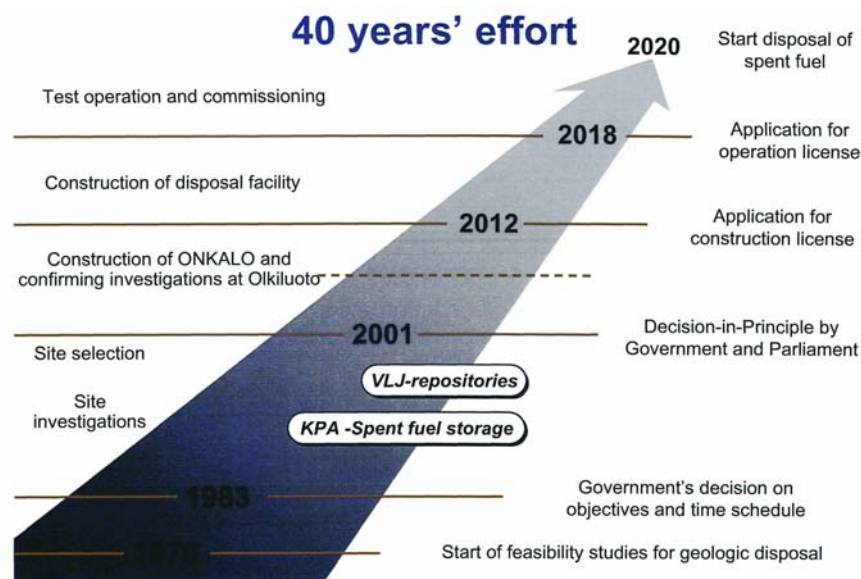 40 years' effort
2020
Start disposal of
spent fuel
Test operation and commissioning
2018
Application for
operation license
Construction of disposal facility
2012
Application for
construction license
Construction of ONKALO and
confirming investigations at Olkiluoto
2001
Decision-in-Principle by
Government and Parliament
Site selection
VLJ-repositories
Site
investigations
KPA -Spent fuel storage
1983
Government's decision on
objectives and time schedule
Start of feasibility studies for geologic disposal